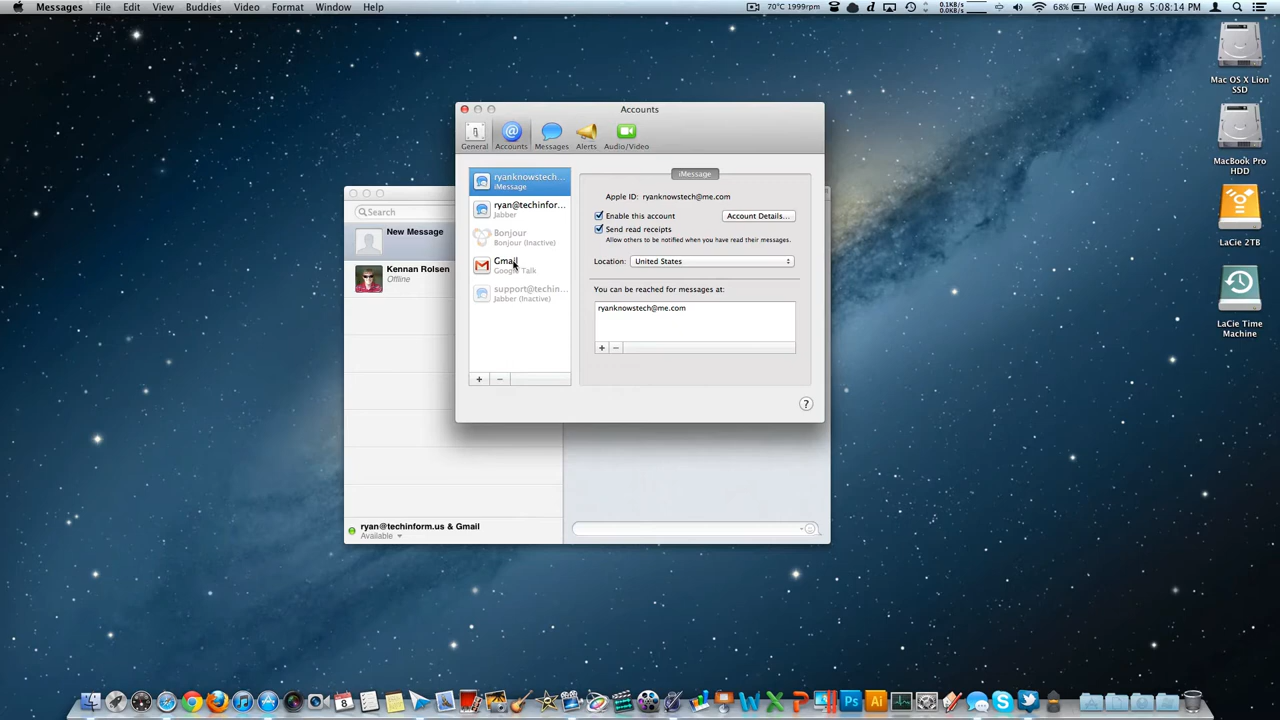 Messages File Edit View Buddies Video Format Window Help
70°C 1999rpm
0.1KB/s
0.0KB/s
68%
Wed Aug 8 5:08:14 PM
Mac OS X Lion
SSD
MacBook Pro
HDD
LaCie 2TB
LaCie Time
Machine
Accounts
General Accounts Messages Alerts Audio/Video
ryanknowstech...
iMessage
ryan@techinfor...
Jabber
Bonjour
Bonjour (Inactive)
Gmail
Google Talk
support@techin...
Jabber (Inactive)
+ −
iMessage
Apple ID: ryanknowstech@me.com
Enable this account
Account Details...
Send read receipts
Allow others to be notified when you have read their messages.
Location: United States
You can be reached for messages at:
ryanknowstech@me.com
+ −
?
Search
New Message
Kennan Rolsen
Offline
ryan@techinform.us & Gmail
Available